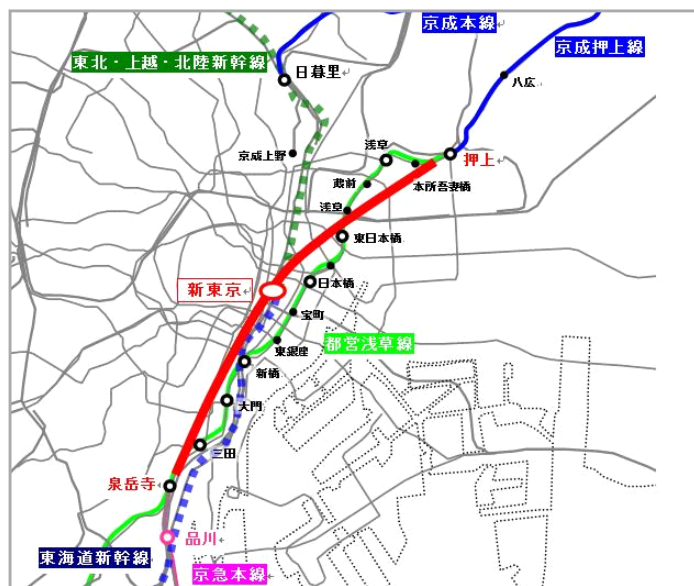 京成本線
京成押上線
東北・上越・北陸新幹線
日暮里
八広
京成上野
浅草
押上
蔵前
本所吾妻橋
浅草
東日本橋
新東京
日本橋
宝町
都営浅草線
東銀座
新橋
大門
三田
泉岳寺
品川
東海道新幹線
京急本線